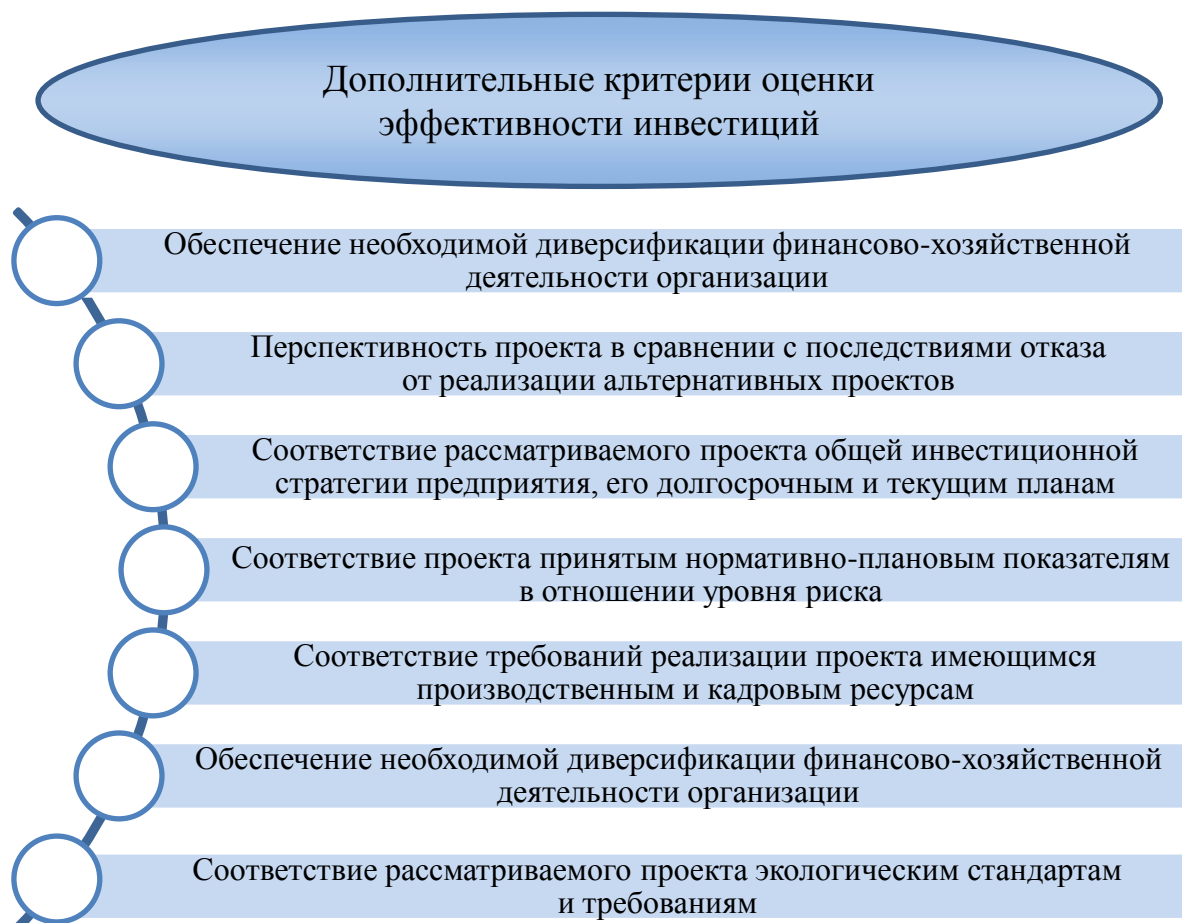 Дополнительные критерии оценки
эффективности инвестиций
Обеспечение необходимой диверсификации финансово-хозяйственной
деятельности организации
Перспективность проекта в сравнении с последствиями отказа
от реализации альтернативных проектов
Соответствие рассматриваемого проекта общей инвестиционной
стратегии предприятия, его долгосрочным и текущим планам
Соответствие проекта принятым нормативно-плановым показателям
в отношении уровня риска
Соответствие требований реализации проекта имеющимся
производственным и кадровым ресурсам
Обеспечение необходимой диверсификации финансово-хозяйственной
деятельности организации
Соответствие рассматриваемого проекта экологическим стандартам
и требованиям